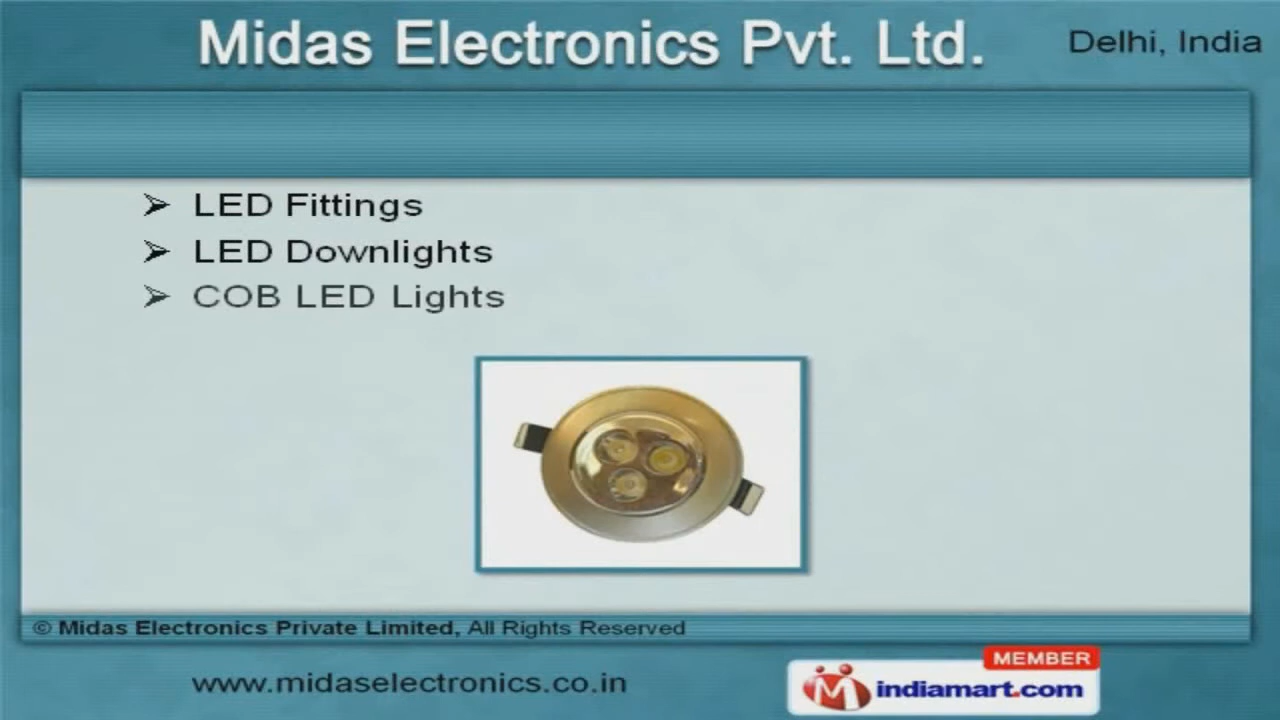 Midas Electronics Pvt. Ltd.
Delhi, India
➢ LED Fittings
➢ LED Downlights
➢ COB LED Lights
© Midas Electronics Private Limited, All Rights Reserved
www.midaselectronics.co.in
MEMBER
indiamart.com